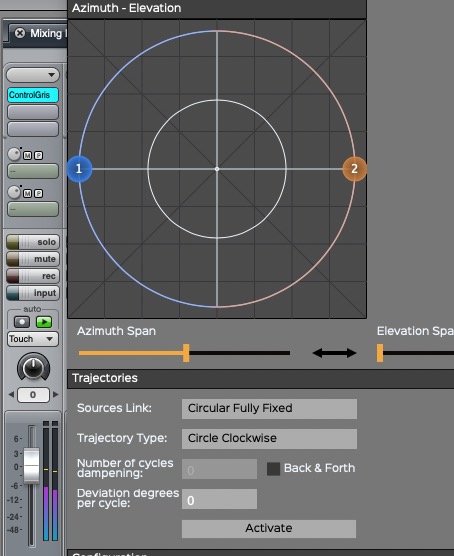 Azimuth - Elevation
Mixing
ControlGris
M P
M P
solo
mute
rec
input
auto
Touch
0
6
3
0
-3
-6
-12
-24
-48
1
2
Azimuth Span
Elevation Spa
Trajectories
Sources Link: Circular Fully Fixed
Trajectory Type: Circle Clockwise
Number of cycles
dampening: 0
Back & Forth
Deviation degrees
per cycle: 0
Activate
Configuration